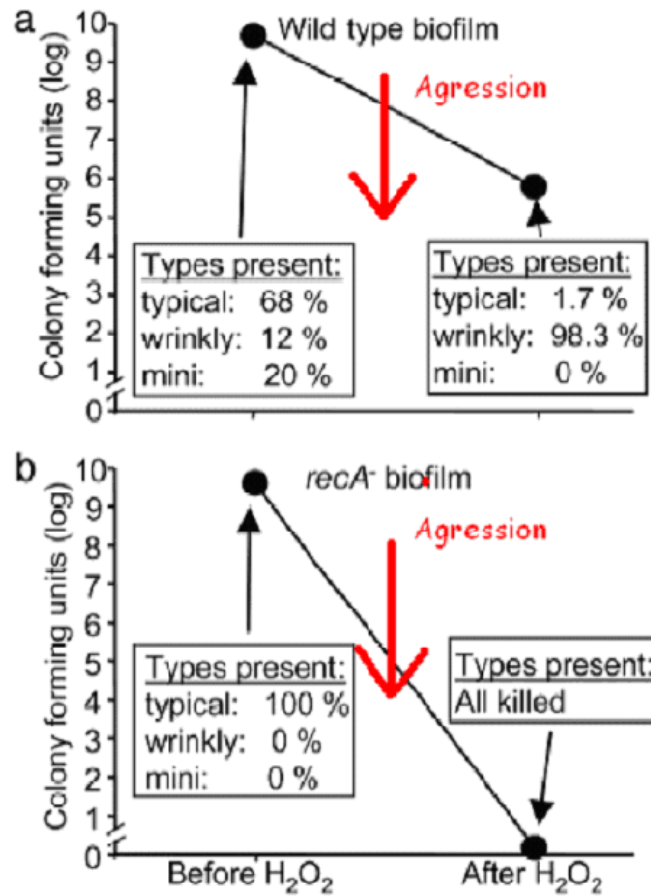 a
Colony forming units (log)
10
9
8
7
6
5
4
3
2
1
0
Wild type biofilm
Agression
Types present:
typical: 68 %
wrinkly: 12 %
mini: 20 %
Types present:
typical: 1.7 %
wrinkly: 98.3 %
mini: 0 %
b
Colony forming units (log)
10
9
8
7
6
5
4
3
2
1
0
recA- biofilm
Agression
Types present:
typical: 100 %
wrinkly: 0 %
mini: 0 %
Types present:
All killed
Before H₂O₂
After H₂O₂